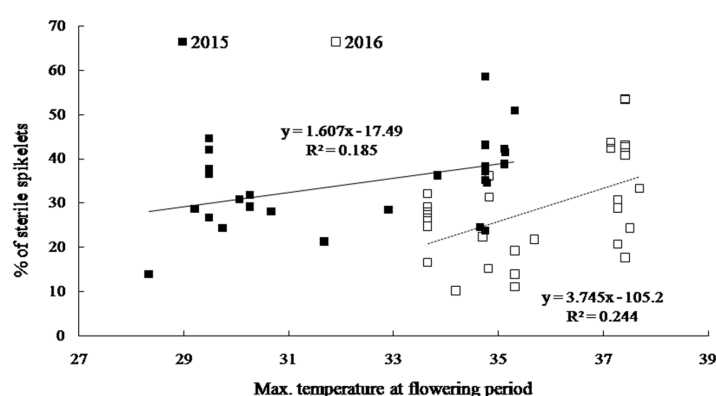 70
■ 2015 □ 2016
60
50
y = 1.607x - 17.49
R² = 0.185
40
% of sterile spikelets
30
20
y = 3.745x - 105.2
R² = 0.244
10
0
27 29 31 33 35 37 39
Max. temperature at flowering period